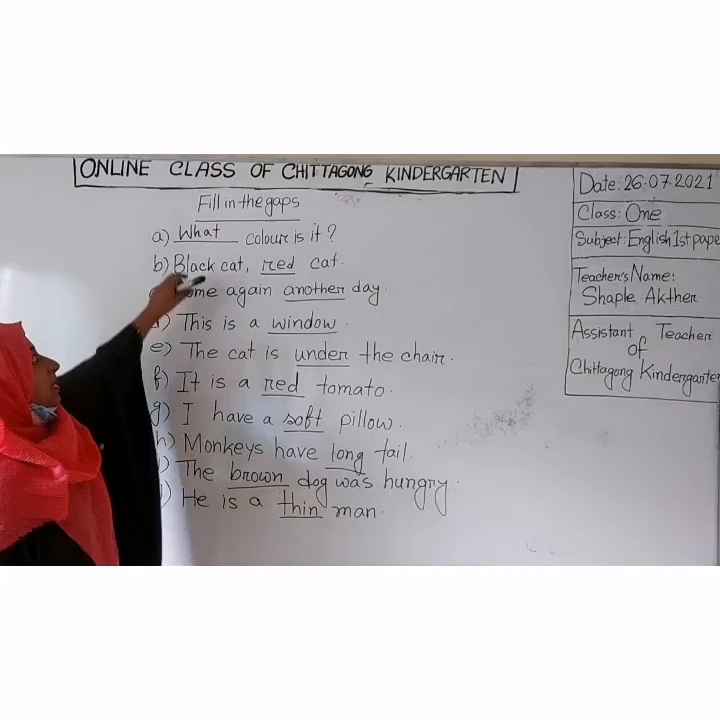 ONLINE CLASS OF CHITTAGONG KINDERGARTEN
Fill in the gaps
a) What colour is it?
b) Black cat, red cat.
ome again another day.
d) This is a window.
e) The cat is under the chair.
f) It is a red tomato.
g) I have a soft pillow.
h) Monkeys have long tail.
The brown dog was hungry.
He is a thin man.
Date: 26.07.2021
Class: One
Subject: English 1st pape
Teacher's Name:
Shaple Akther
Assistant Teacher
of
Chittagong Kindergarten